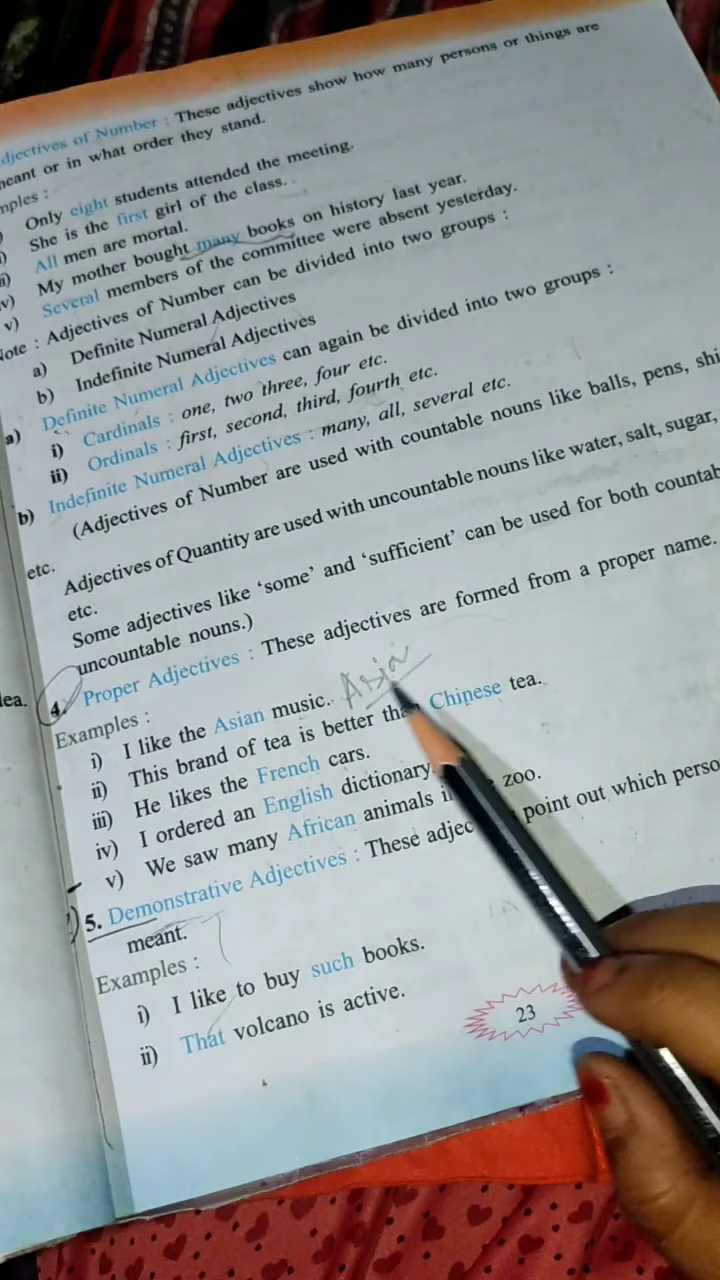 djectives of Number : These adjectives show how many persons or things are
meant or in what order they stand.
mples :
Only eight students attended the meeting.
She is the first girl of the class.
All men are mortal.
iv) My mother bought many books on history last year.
v) Several members of the committee were absent yesterday.
Note : Adjectives of Number can be divided into two groups :
a) Definite Numeral Adjectives
b) Indefinite Numeral Adjectives
a) Definite Numeral Adjectives can again be divided into two groups :
i) Cardinals : one, two three, four etc.
ii) Ordinals : first, second, third, fourth etc.
b) Indefinite Numeral Adjectives : many, all, several etc.
(Adjectives of Number are used with countable nouns like balls, pens, shi
etc.
Adjectives of Quantity are used with uncountable nouns like water, salt, sugar,
etc.
Some adjectives like ‘some’ and ‘sufficient’ can be used for both countab
uncountable nouns.)
lea.
4. Proper Adjectives : These adjectives are formed from a proper name.
Examples :
i) I like the Asian music. Asia
ii) This brand of tea is better tha Chinese tea.
iii) He likes the French cars.
iv) I ordered an English dictionary
v) We saw many African animals i zoo.
5. Demonstrative Adjectives : These adjec point out which perso
meant.
Examples :
i) I like to buy such books.
ii) That volcano is active.
23